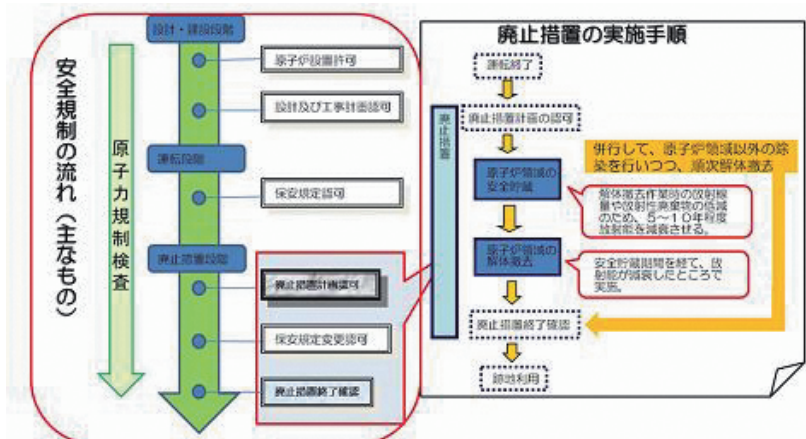 安全規制の流れ(主なもの)
原子力規制検査
設計・建設段階
原子炉設置許可
設計及び工事計画認可
運転段階
保安規定認可
廃止措置段階
廃止措置計画認可
保安規定変更認可
廃止措置終了確認
廃止措置の実施手順
運転終了
廃止措置
廃止措置計画の認可
併行して、原子炉領域以外の除
染を行いつつ、順次解体撤去
原子炉領域の
安全貯蔵
解体撤去作業時の放射線
量や放射性廃棄物の低減
のため、5~10年程度
放射能を減衰させる。
原子炉領域の
解体撤去
安全貯蔵期間を経て、放
射能が減衰したところで
実施。
廃止措置終了確認
跡地利用